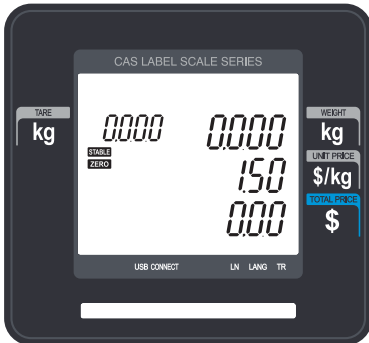 CAS LABEL SCALE SERIES
TARE
kg
0.000
STABLE
ZERO
0.000
1.50
0.00
WEIGHT
kg
UNIT PRICE
$/kg
TOTAL PRICE
$
USB CONNECT LN LANG TR